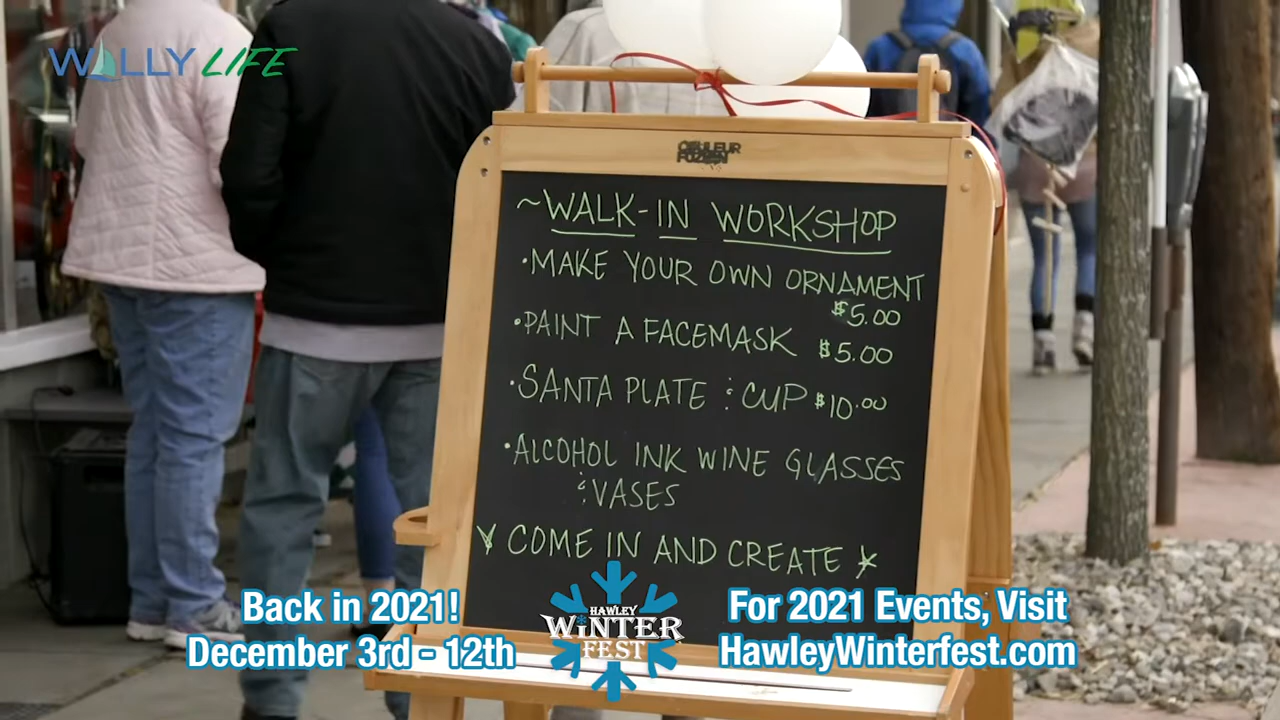 WALLY LIFE
~WALK-IN WORKSHOP
·MAKE YOUR OWN ORNAMENT
$5.00
·PAINT A FACEMASK $5.00
·SANTA PLATE & CUP $10.00
·ALCOHOL INK WINE GLASSES
& VASES
COME IN AND CREATE
Back in 2021!
December 3rd - 12th
HAWLEY
WINTER
FEST
For 2021 Events, Visit
HawleyWinterfest.com